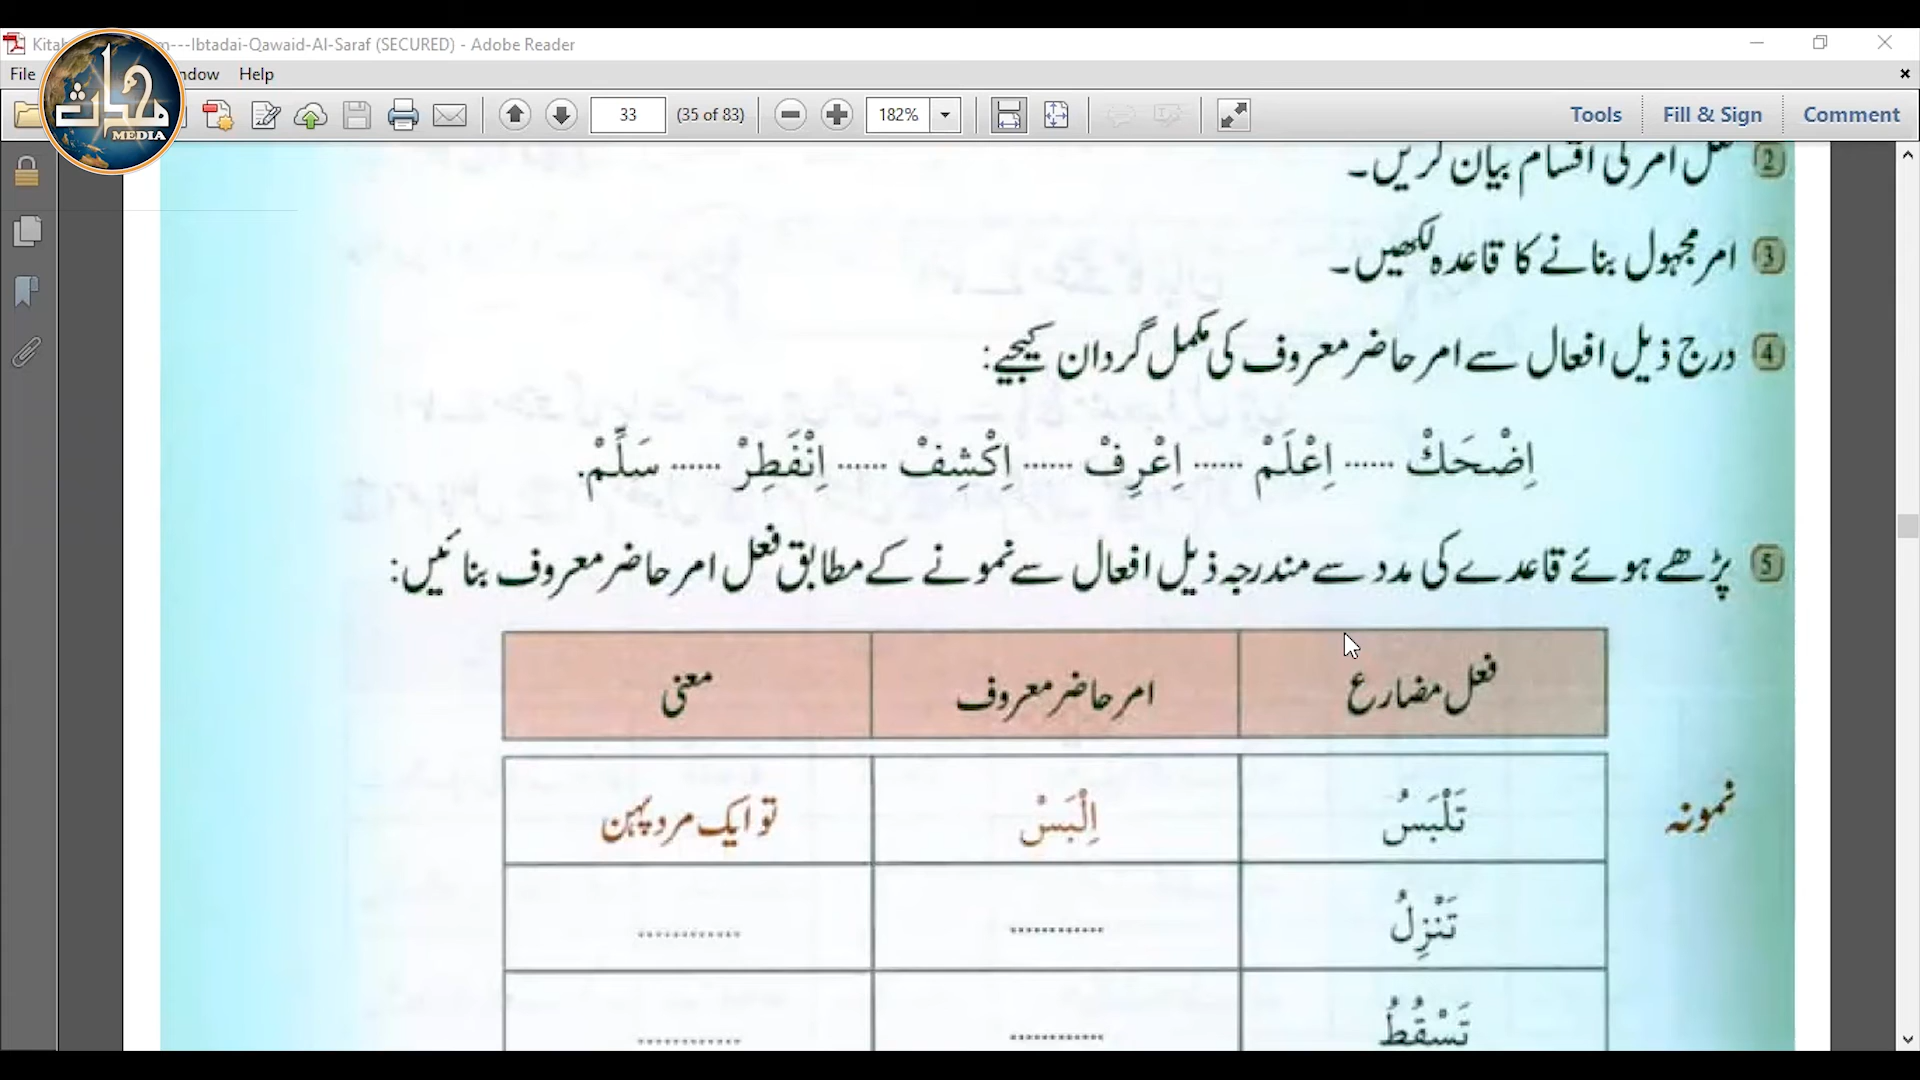 Kitab m---Ibtadai-Qawaid-Al-Saraf (SECURED) - Adobe Reader
File ndow Help
33 (35 of 83) 182% Tools Fill & Sign Comment
MEDIA
2 امر کی اقسام بیان کریں۔
3 امر مجہول بنانے کا قاعدہ لکھیں۔
4 درج ذیل افعال سے امر حاضر معروف کی مکمل گردان کیجیے:
اِضْحَكْ ...... اِعْلَمْ ...... اِعْرِفْ ...... اِكْشِفْ ...... اِنْفَطِرْ ...... سَلِّمْ.
5 پڑھے ہوئے قاعدے کی مدد سے مندرجہ ذیل افعال سے نمونے کے مطابق فعل امر حاضر معروف بنائیں:
فعل مضارع امر حاضر معروف معنی
نمونہ تَلْبَسُ اِلْبَسْ تو ایک مرد پہن
تَنْزِلُ ............ ............
تَسْقُطُ ............ ............